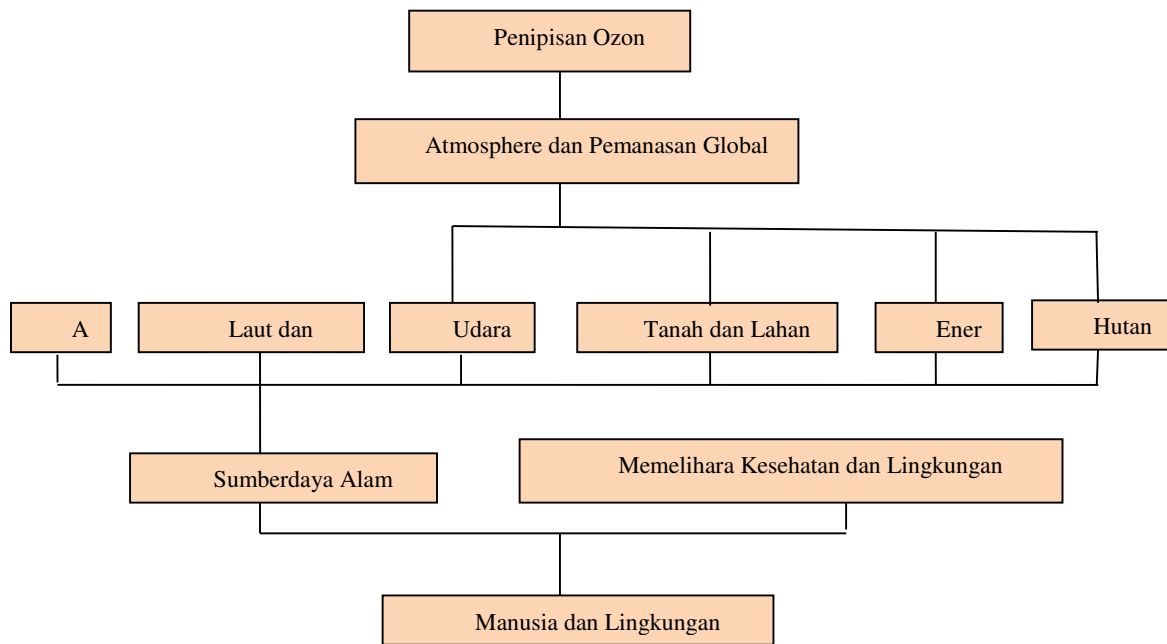 Penipisan Ozon
Atmosphere dan Pemanasan Global
A
Laut dan
Udara
Tanah dan Lahan
Ener
Hutan
Sumberdaya Alam
Memelihara Kesehatan dan Lingkungan
Manusia dan Lingkungan